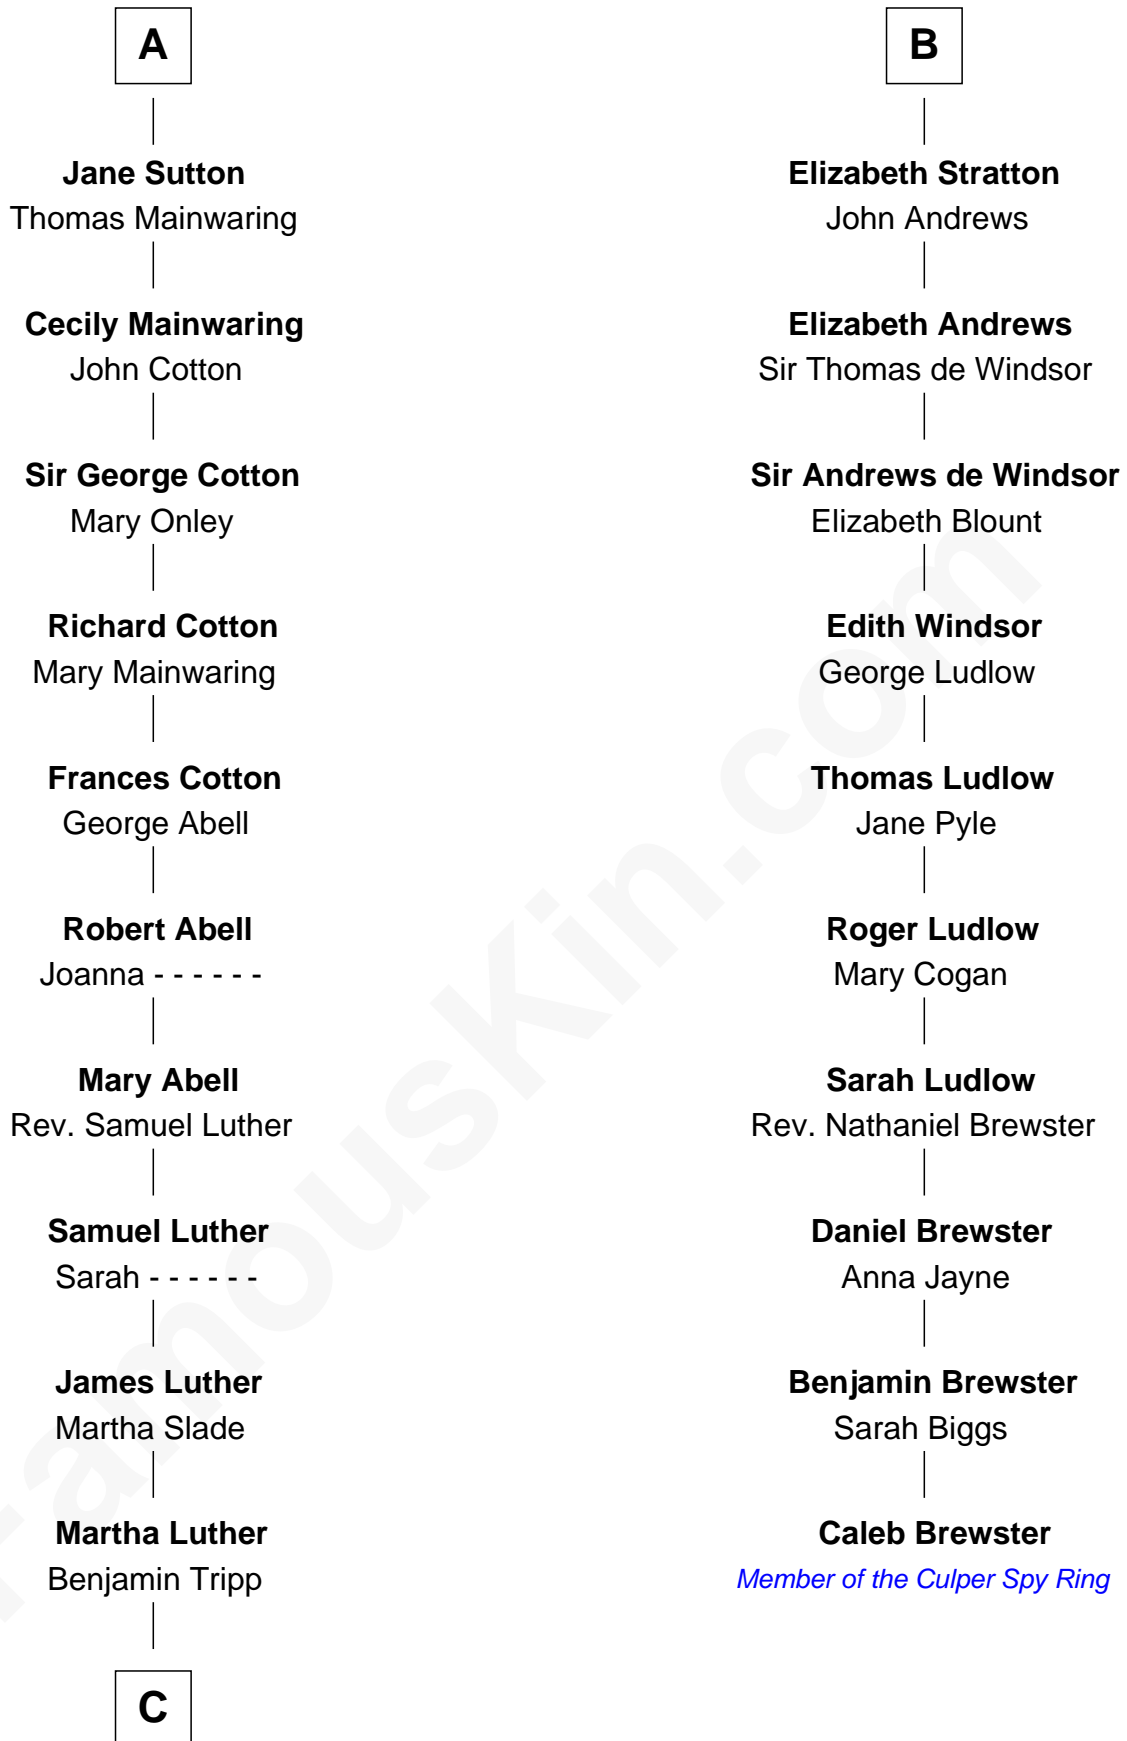 A
Jane Sutton
Thomas Mainwaring
Cecily Mainwaring
John Cotton
Sir George Cotton
Mary Onley
Richard Cotton
Mary Mainwaring
Frances Cotton
George Abell
Robert Abell
Joanna - - - - - -
Mary Abell
Rev. Samuel Luther
Samuel Luther
Sarah - - - - - -
James Luther
Martha Slade
Martha Luther
Benjamin Tripp
C
B
Elizabeth Stratton
John Andrews
Elizabeth Andrews
Sir Thomas de Windsor
Sir Andrews de Windsor
Elizabeth Blount
Edith Windsor
George Ludlow
Thomas Ludlow
Jane Pyle
Roger Ludlow
Mary Cogan
Sarah Ludlow
Rev. Nathaniel Brewster
Daniel Brewster
Anna Jayne
Benjamin Brewster
Sarah Biggs
Caleb Brewster
Member of the Culper Spy Ring
FamousKin.com